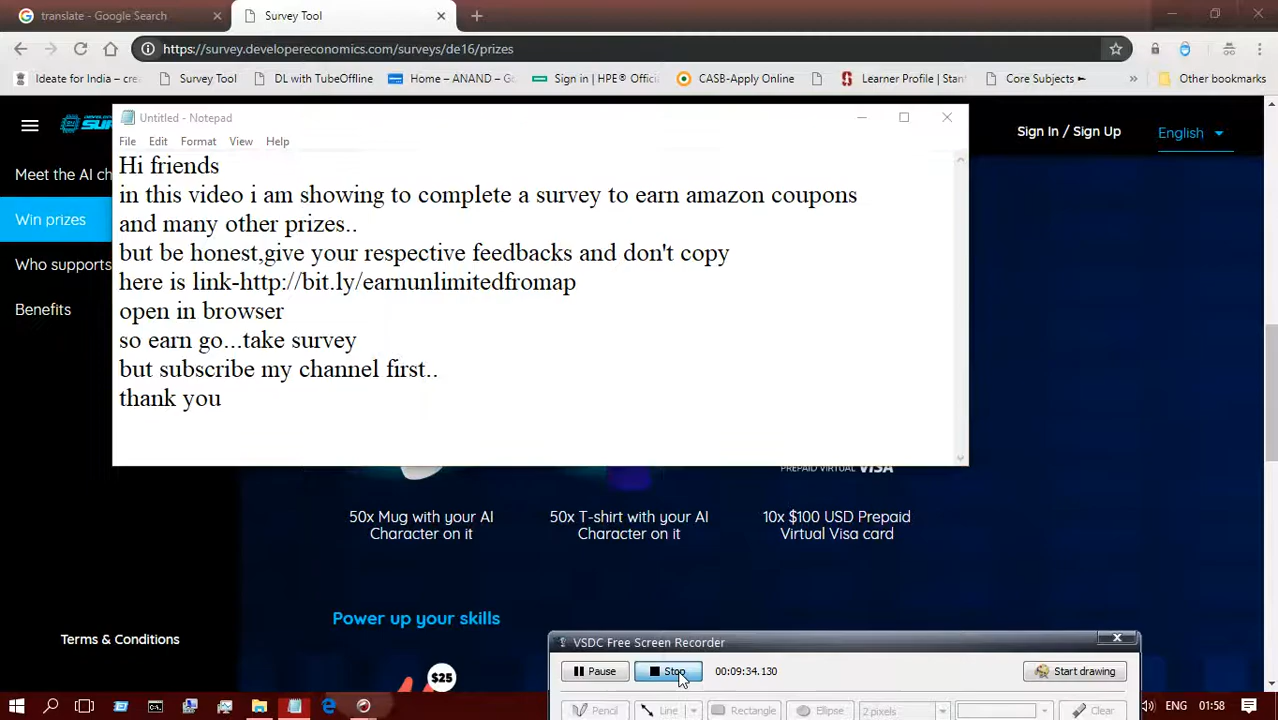 translate - Google Search
Survey Tool
https://survey.developereconomics.com/surveys/de16/prizes
Ideate for India – cre
Survey Tool
DL with TubeOffline
Home – ANAND – G
Sign in | HPE® Offici
CASB-Apply Online
Learner Profile | Stan
Core Subjects ►
»
Other bookmarks
Untitled - Notepad
File Edit Format View Help
Hi friends
in this video i am showing to complete a survey to earn amazon coupons
and many other prizes..
but be honest,give your respective feedbacks and don't copy
here is link-http://bit.ly/earnunlimitedfromap
open in browser
so earn go...take survey
but subscribe my channel first..
thank you
Sign In / Sign Up
English
Meet the AI ch
Win prizes
Who supports
Benefits
PREPAID VIRTUAL VISA
50x Mug with your AI
Character on it
50x T-shirt with your AI
Character on it
10x $100 USD Prepaid
Virtual Visa card
Power up your skills
$25
Terms & Conditions
VSDC Free Screen Recorder
Pause
Stop
00:09:34.130
Start drawing
Pencil
Line
Rectangle
Ellipse
2 pixels
Clear
ENG
01:58